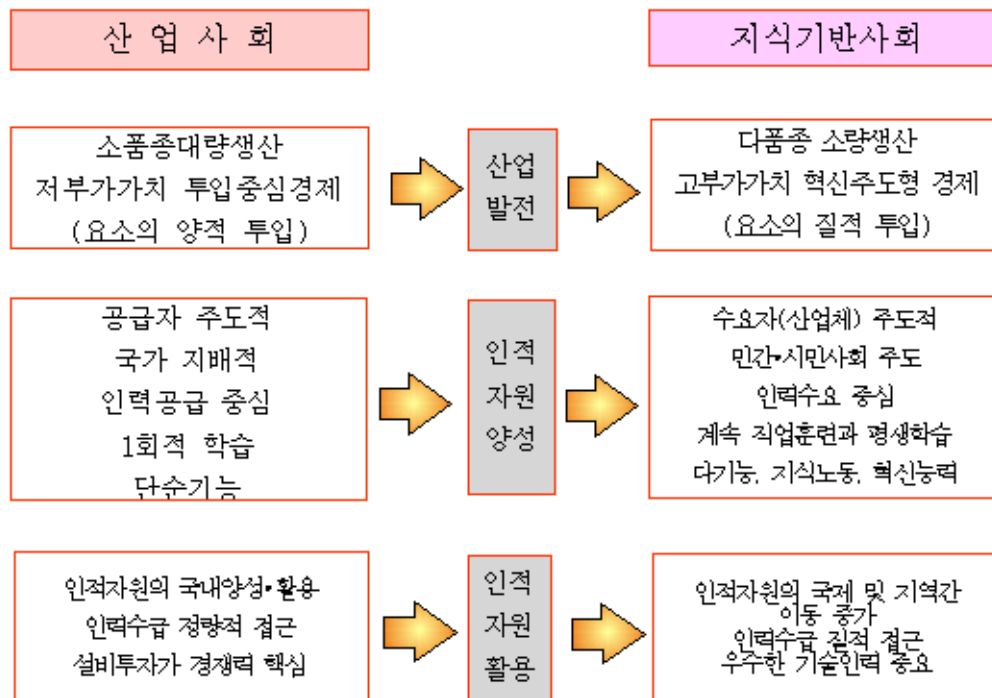 산 업 사 회
지식기반사회
소품종대량생산
저부가가치 투입중심경제
(요소의 양적 투입)
산업
발전
다품종 소량생산
고부가가치 혁신주도형 경제
(요소의 질적 투입)
공급자 주도적
국가 지배적
인력공급 중심
1회적 학습
단순기능
인적
자원
양성
수요자(산업체) 주도적
민간•시민사회 주도
인력수요 중심
계속 직업훈련과 평생학습
다기능, 지식노동, 혁신능력
인적자원의 국내양성•활용
인력수급 정량적 접근
설비투자가 경쟁력 핵심
인적
자원
활용
인적자원의 국제 및 지역간
이동 증가
인력수급 질적 접근
우수한 기술인력 중요